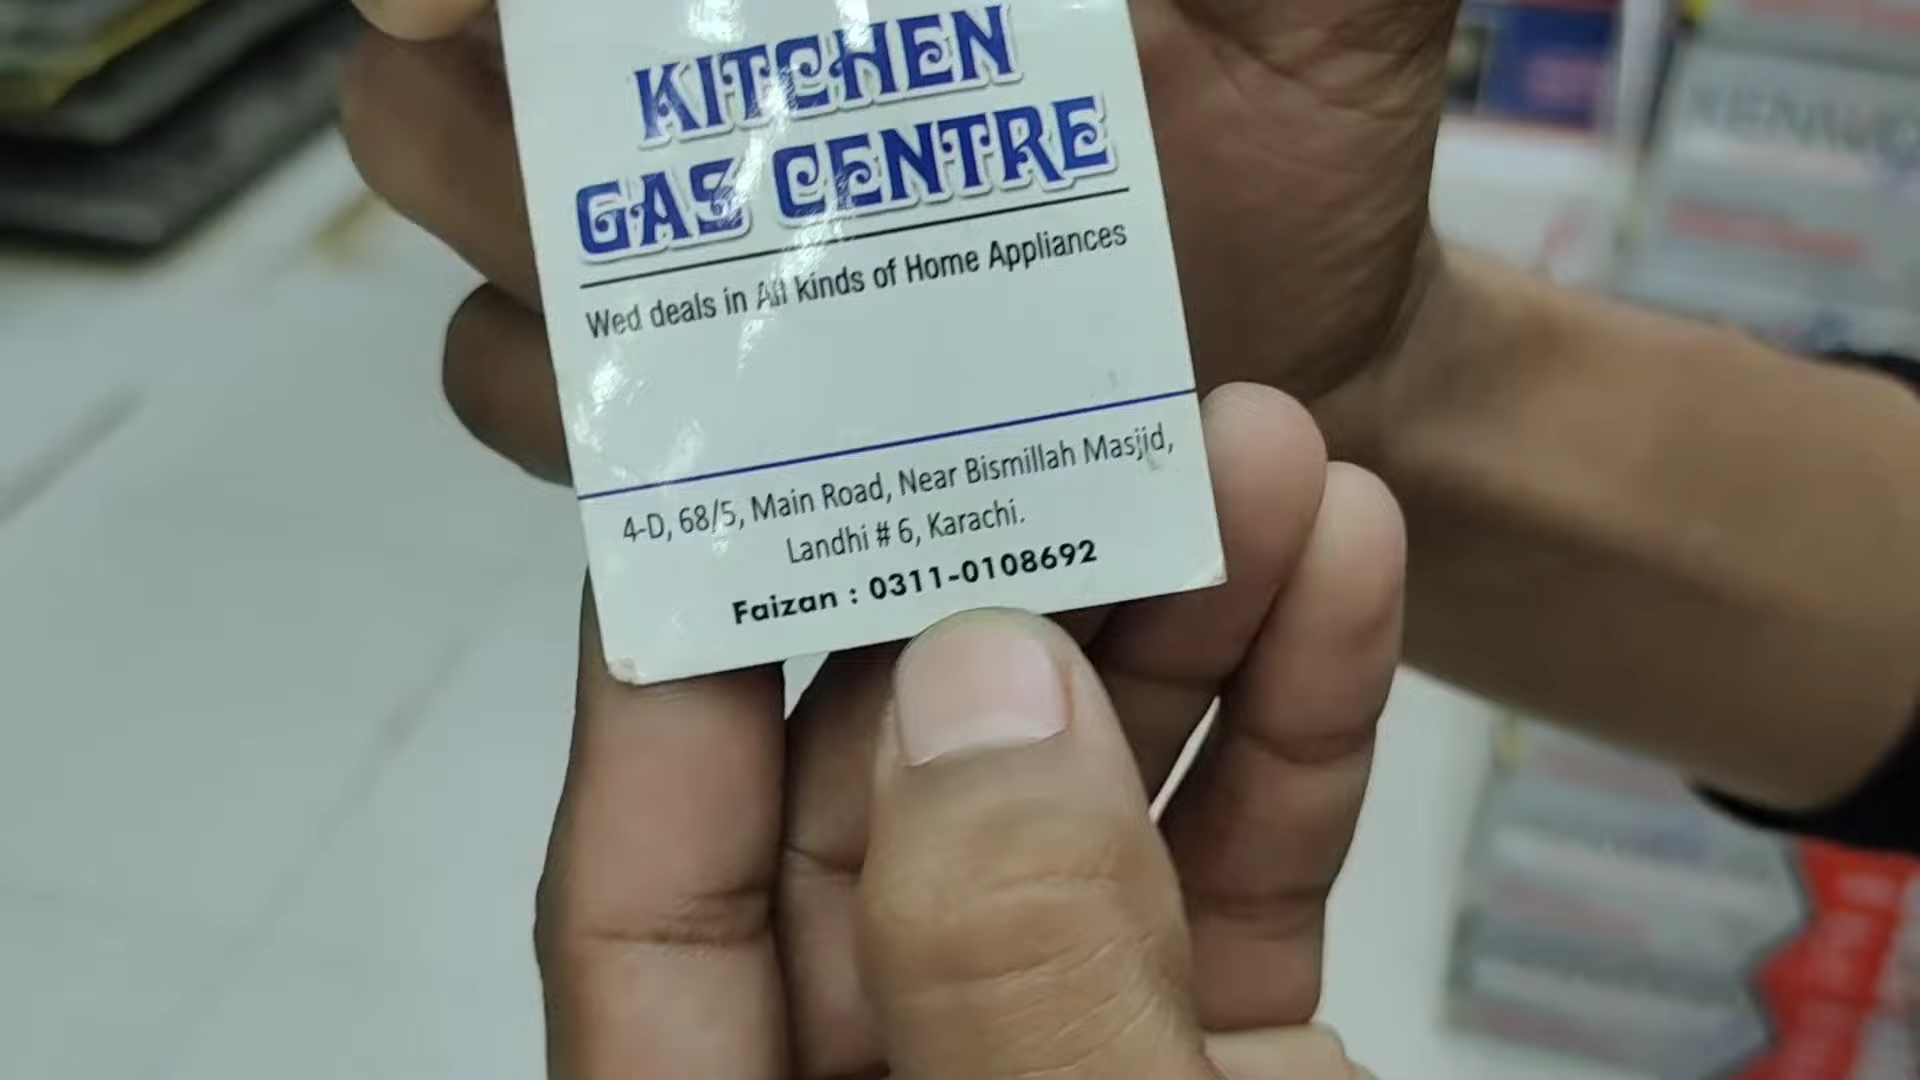 KITCHEN
GAS CENTRE
Wed deals in All kinds of Home Appliances
4-D, 68/5, Main Road, Near Bismillah Masjid,
Landhi # 6, Karachi.
Faizan : 0311-0108692